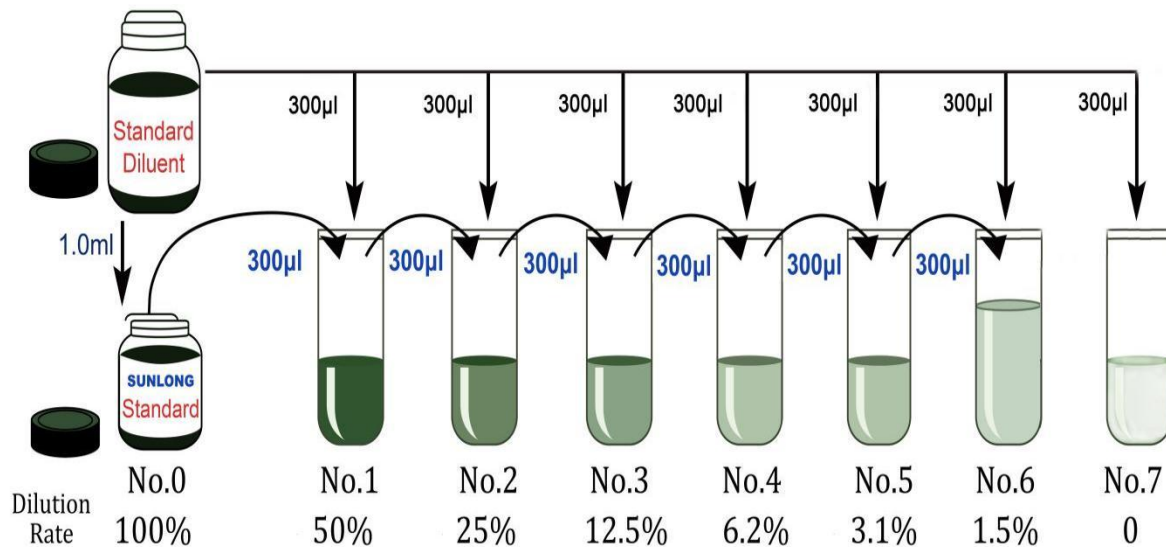 300µl 300µl 300µl 300µl 300µl 300µl 300µl
Standard
Diluent
1.0ml
300µl 300µl 300µl 300µl 300µl 300µl
SUNLONG
Standard
No.0 No.1 No.2 No.3 No.4 No.5 No.6 No.7
Dilution
Rate 100% 50% 25% 12.5% 6.2% 3.1% 1.5% 0